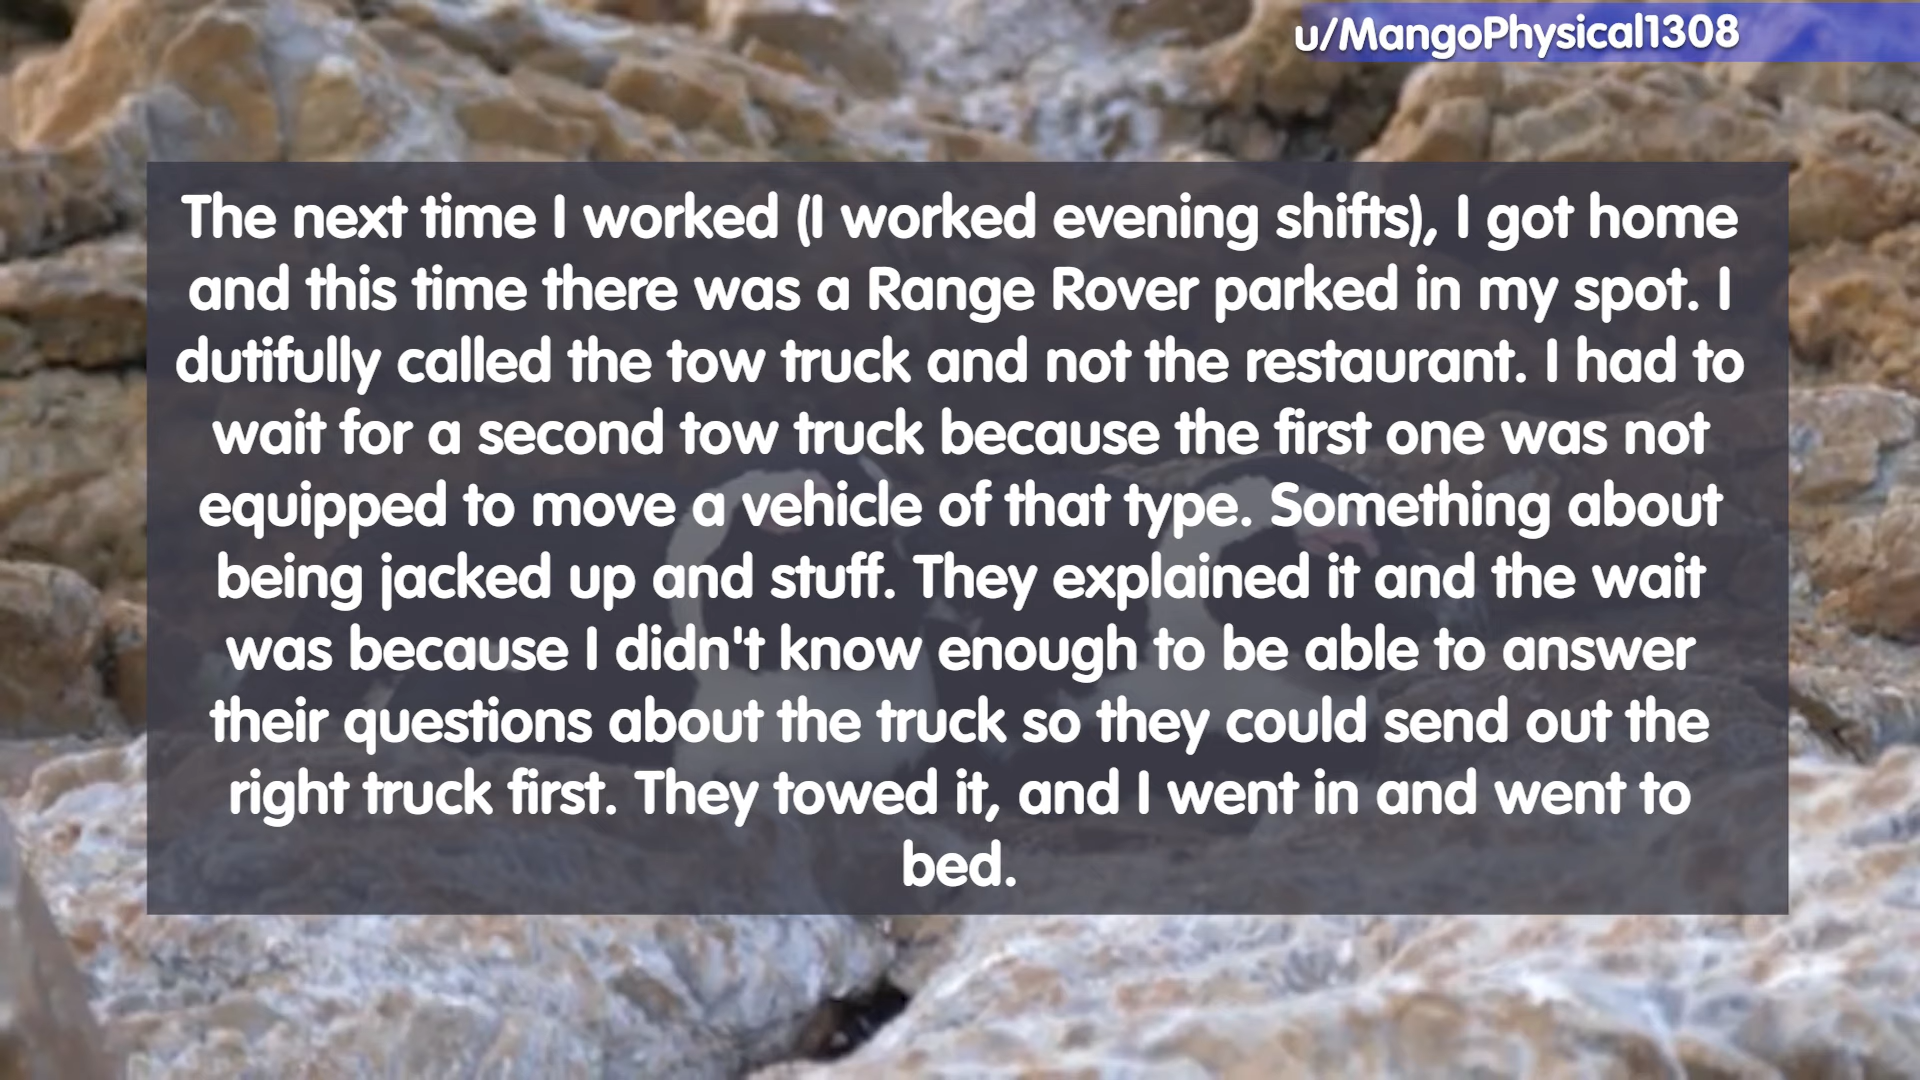 u/MangoPhysical1308
The next time I worked (I worked evening shifts), I got home
and this time there was a Range Rover parked in my spot. I
dutifully called the tow truck and not the restaurant. I had to
wait for a second tow truck because the first one was not
equipped to move a vehicle of that type. Something about
being jacked up and stuff. They explained it and the wait
was because I didn't know enough to be able to answer
their questions about the truck so they could send out the
right truck first. They towed it, and I went in and went to
bed.